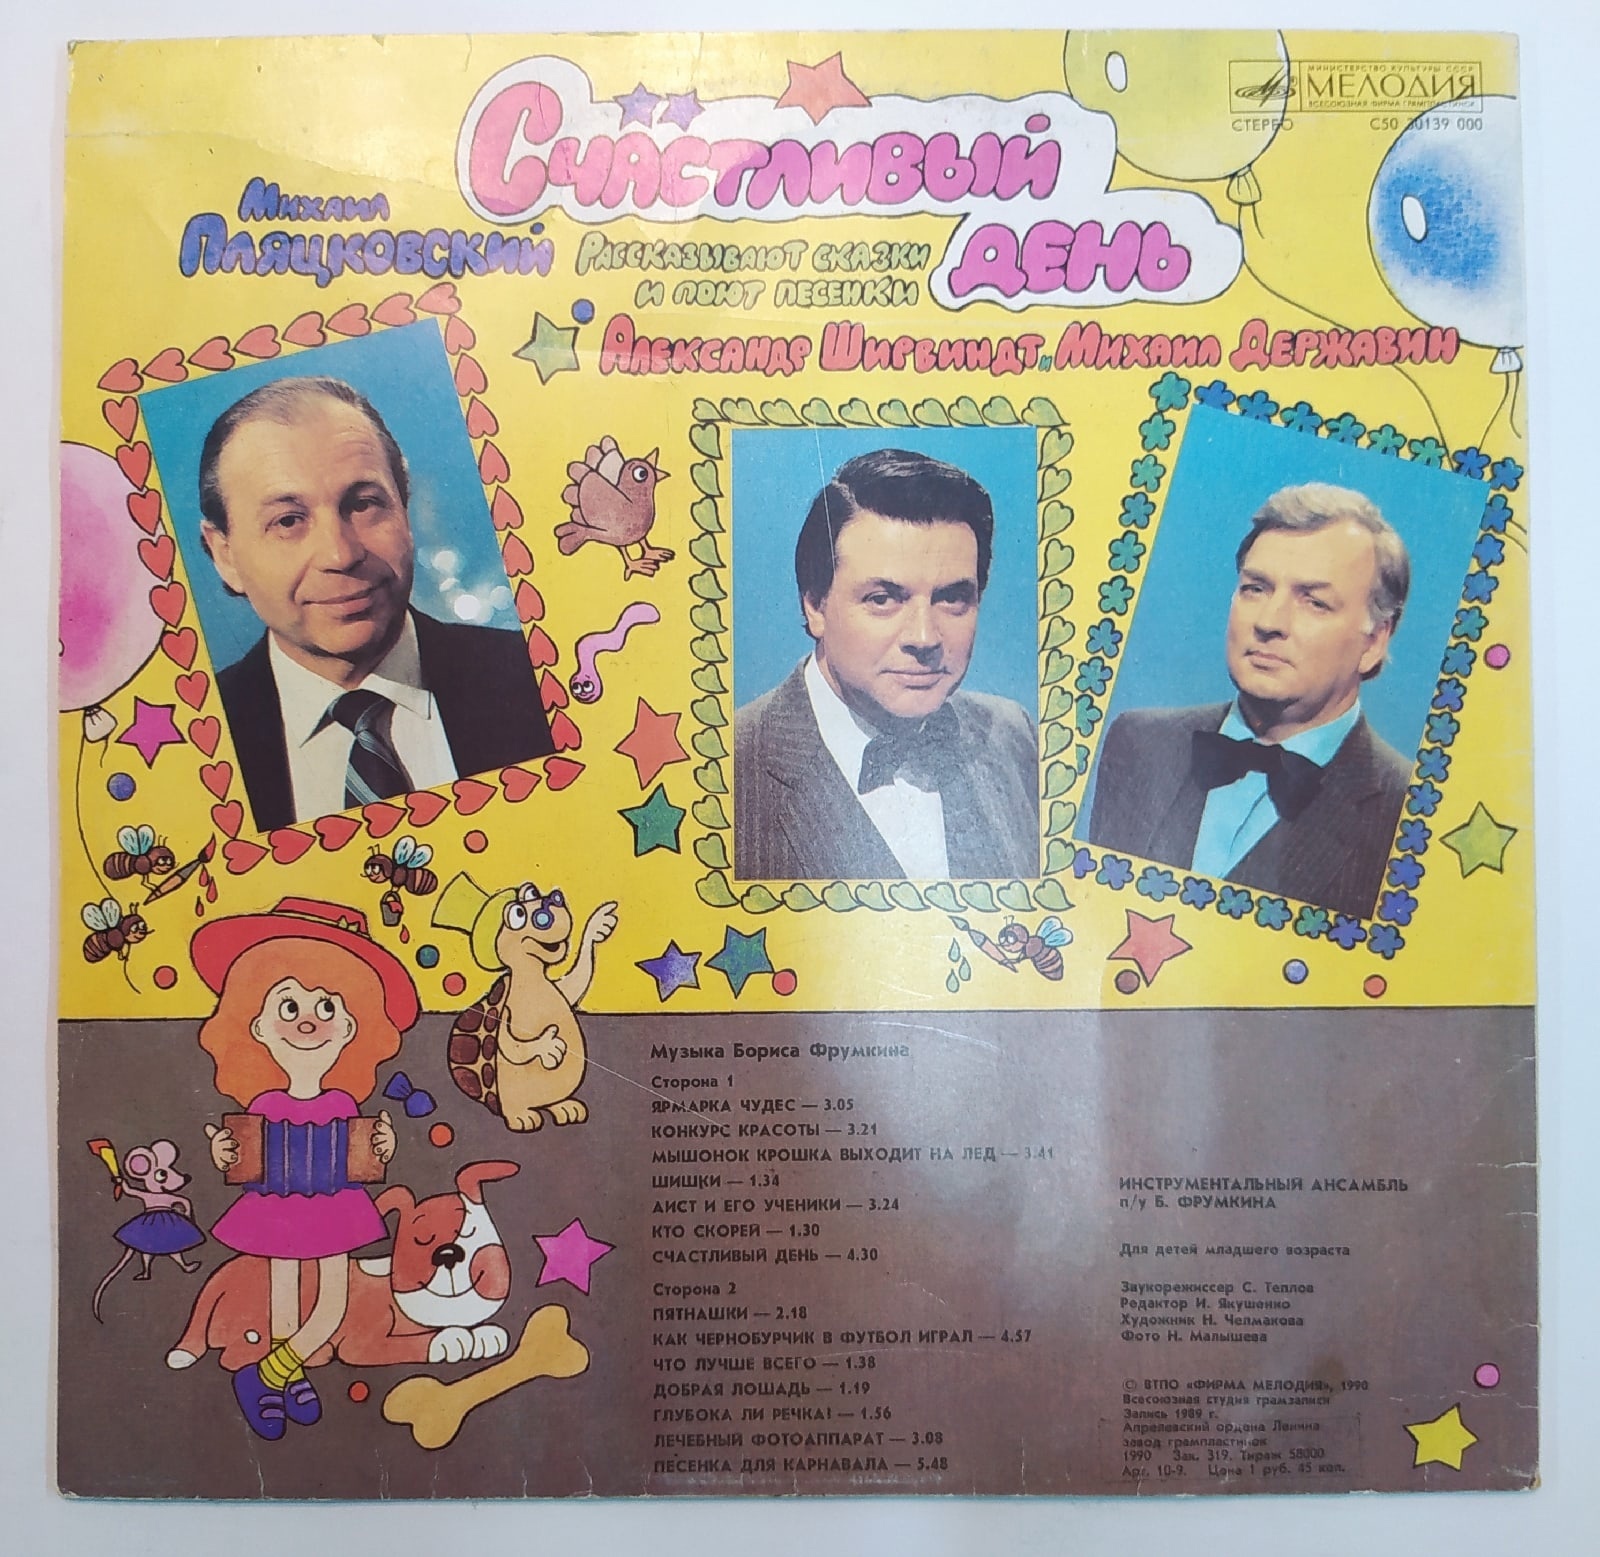 МИНИСТЕРСТВО КУЛЬТУРЫ СССР
МЕЛОДИЯ
ВСЕСОЮЗНАЯ ФИРМА ГРАМПЛАСТИНОК
СТЕРЕО С50 30139 000
СЧАСТЛИВЫЙ
ДЕНЬ
МИХАИЛ
ПЛЯЦКОВСКИЙ
РАССКАЗЫВАЮТ СКАЗКИ
И ПОЮТ ПЕСЕНКИ
АЛЕКСАНДР ШИРВИНДТ и МИХАИЛ ДЕРЖАВИН
Музыка Бориса Фрумкина
Сторона 1
ЯРМАРКА ЧУДЕС — 3.05
КОНКУРС КРАСОТЫ — 3.21
МЫШОНОК КРОШКА ВЫХОДИТ НА ЛЕД — 3.41
ШИШКИ — 1.34
АИСТ И ЕГО УЧЕНИКИ — 3.24
КТО СКОРЕЙ — 1.30
СЧАСТЛИВЫЙ ДЕНЬ — 4.30
Сторона 2
ПЯТНАШКИ — 2.18
КАК ЧЕРНОБУРЧИК В ФУТБОЛ ИГРАЛ — 4.57
ЧТО ЛУЧШЕ ВСЕГО — 1.38
ДОБРАЯ ЛОШАДЬ — 1.19
ГЛУБОКА ЛИ РЕЧКА? — 1.56
ЛЕЧЕБНЫЙ ФОТОАППАРАТ — 3.08
ПЕСЕНКА ДЛЯ КАРНАВАЛА — 5.48
ИНСТРУМЕНТАЛЬНЫЙ АНСАМБЛЬ
п/у Б. ФРУМКИНА
Для детей младшего возраста
Звукорежиссер С. Теплов
Редактор И. Якушенко
Художник Н. Челмакова
Фото Н. Малышева
© ВТПО «ФИРМА МЕЛОДИЯ», 1990
Всесоюзная студия грамзаписи
Запись 1989 г.
Апрелевский ордена Ленина
завод грампластинок
1990 Зак. 319. Тираж 58000
Арт. 10-9. Цена 1 руб. 45 коп.